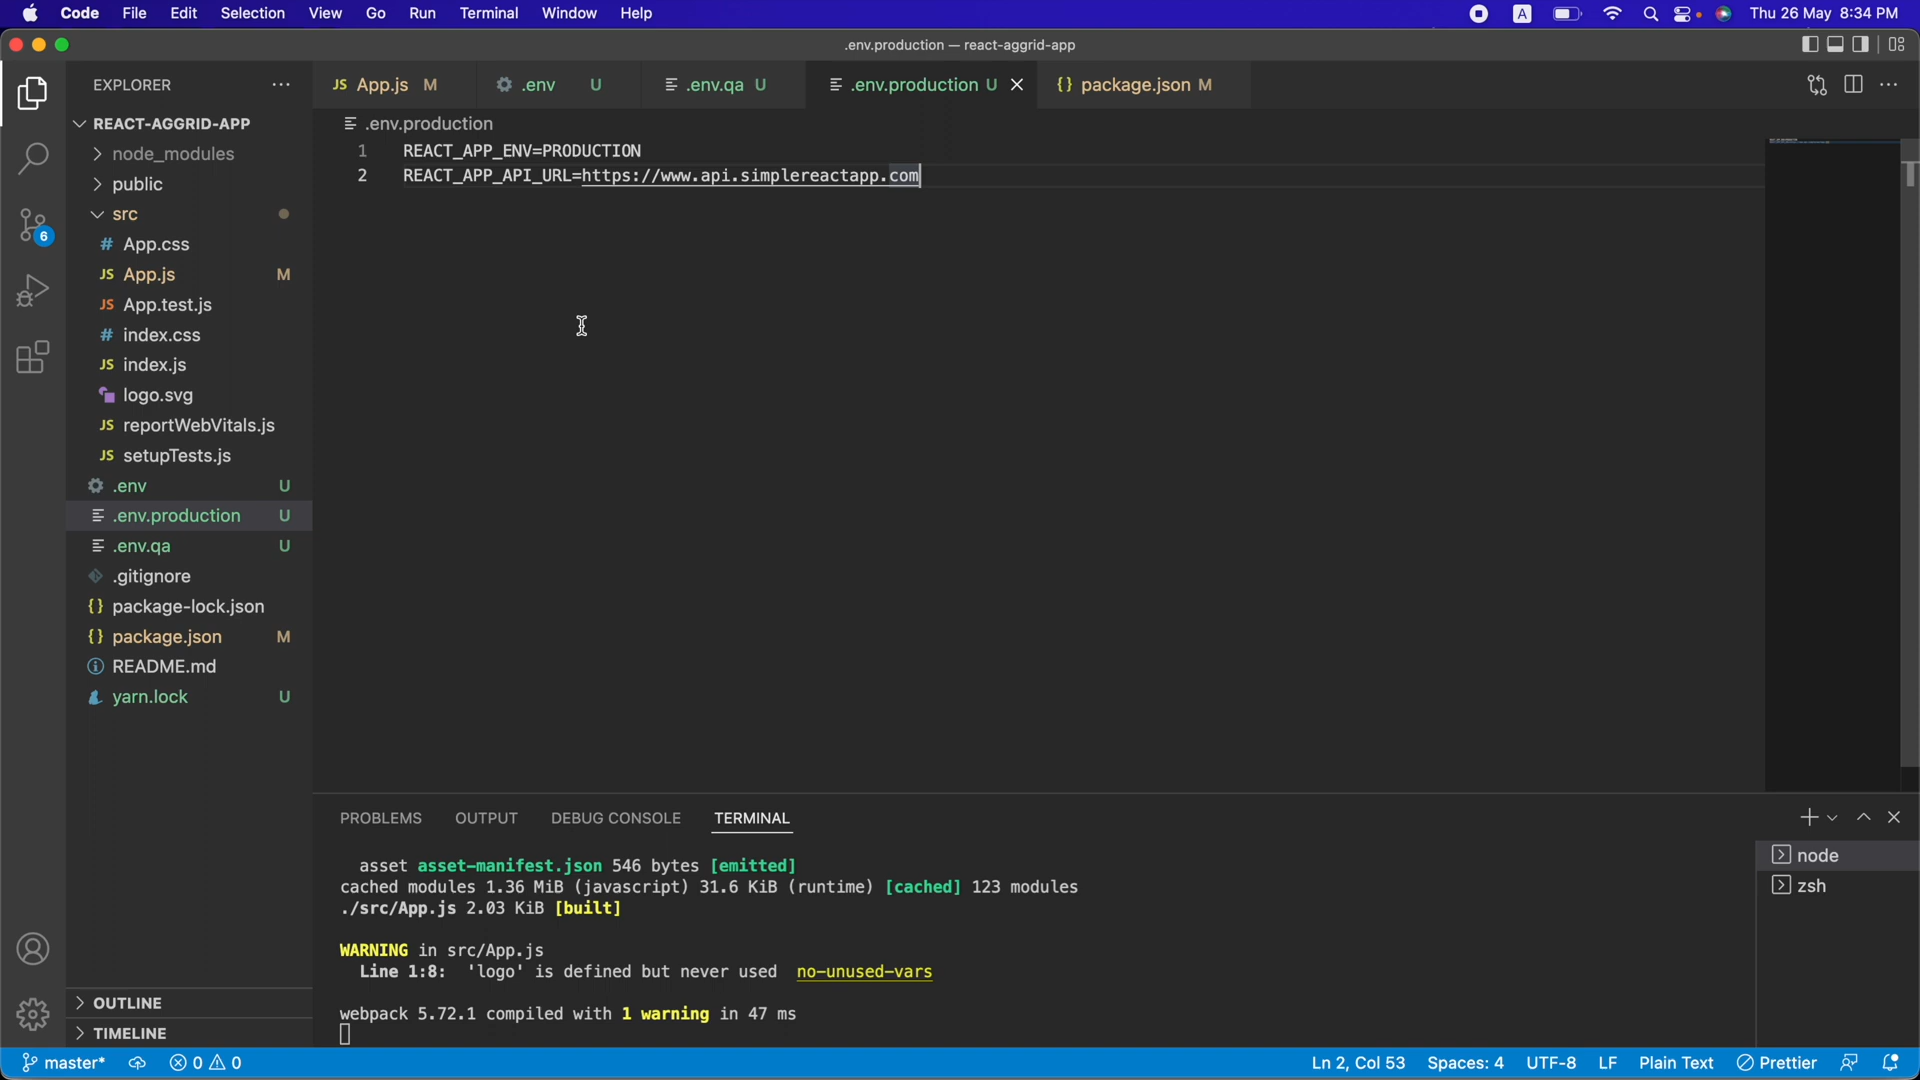 Code File Edit Selection View Go Run Terminal Window Help A Thu 26 May 8:34 PM
.env.production — react-aggrid-app
EXPLORER
JS App.js M .env U .env.qa U .env.production U {} package.json M
REACT-AGGRID-APP
.env.production
node_modules
public
src
# App.css
JS App.js M
JS App.test.js
# index.css
JS index.js
logo.svg
JS reportWebVitals.js
JS setupTests.js
.env U
.env.production U
.env.qa U
.gitignore
{} package-lock.json
{} package.json M
README.md
yarn.lock U
OUTLINE
TIMELINE
6
1 REACT_APP_ENV=PRODUCTION
2 REACT_APP_API_URL=https://www.api.simplereactapp.com
PROBLEMS OUTPUT DEBUG CONSOLE TERMINAL
asset asset-manifest.json 546 bytes [emitted]
cached modules 1.36 MiB (javascript) 31.6 KiB (runtime) [cached] 123 modules
./src/App.js 2.03 KiB [built]
WARNING in src/App.js
Line 1:8: 'logo' is defined but never used no-unused-vars
webpack 5.72.1 compiled with 1 warning in 47 ms
node
zsh
master* 0 0 Ln 2, Col 53 Spaces: 4 UTF-8 LF Plain Text Prettier